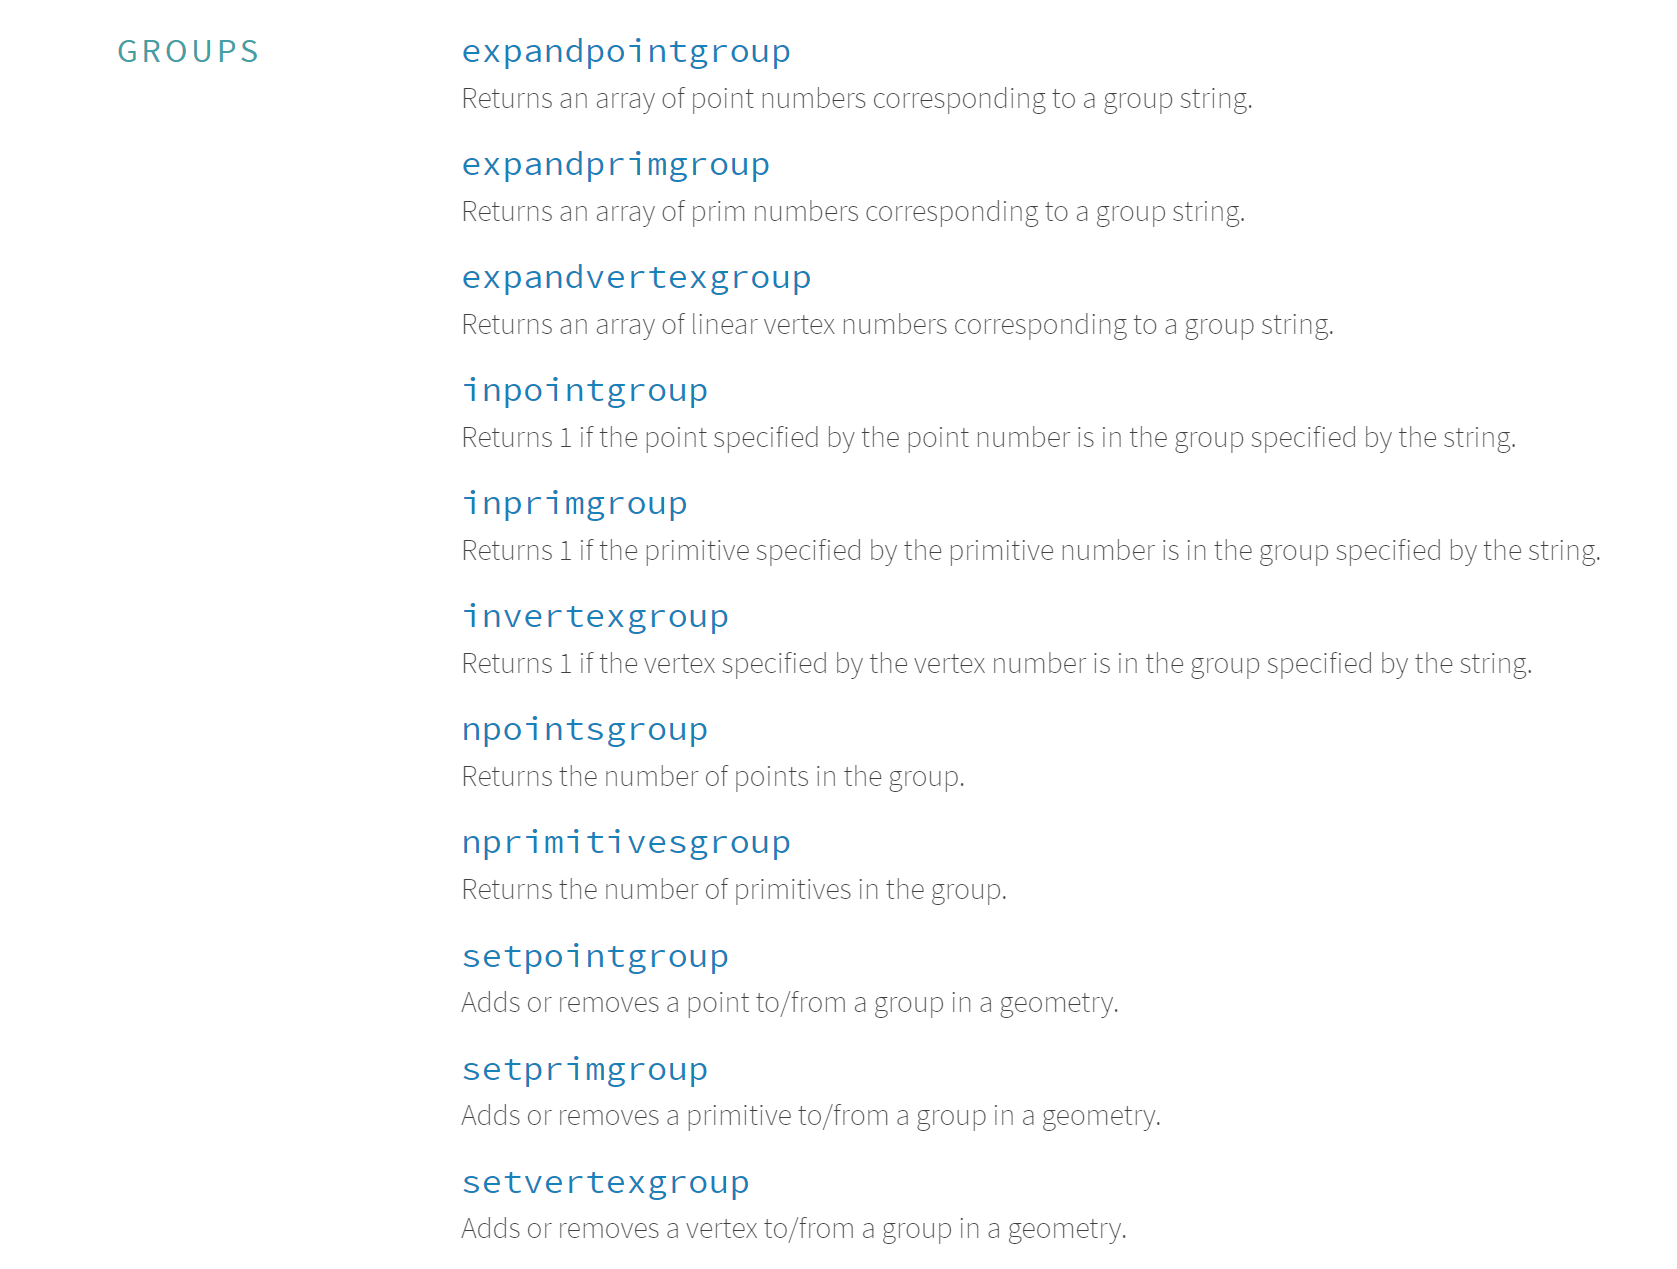 GROUPS
expandpointgroup
Returns an array of point numbers corresponding to a group string.
expandprimgroup
Returns an array of prim numbers corresponding to a group string.
expandvertexgroup
Returns an array of linear vertex numbers corresponding to a group string.
inpointgroup
Returns 1 if the point specified by the point number is in the group specified by the string.
inprimgroup
Returns 1 if the primitive specified by the primitive number is in the group specified by the string.
invertexgroup
Returns 1 if the vertex specified by the vertex number is in the group specified by the string.
npointsgroup
Returns the number of points in the group.
nprimitivesgroup
Returns the number of primitives in the group.
setpointgroup
Adds or removes a point to/from a group in a geometry.
setprimgroup
Adds or removes a primitive to/from a group in a geometry.
setvertexgroup
Adds or removes a vertex to/from a group in a geometry.